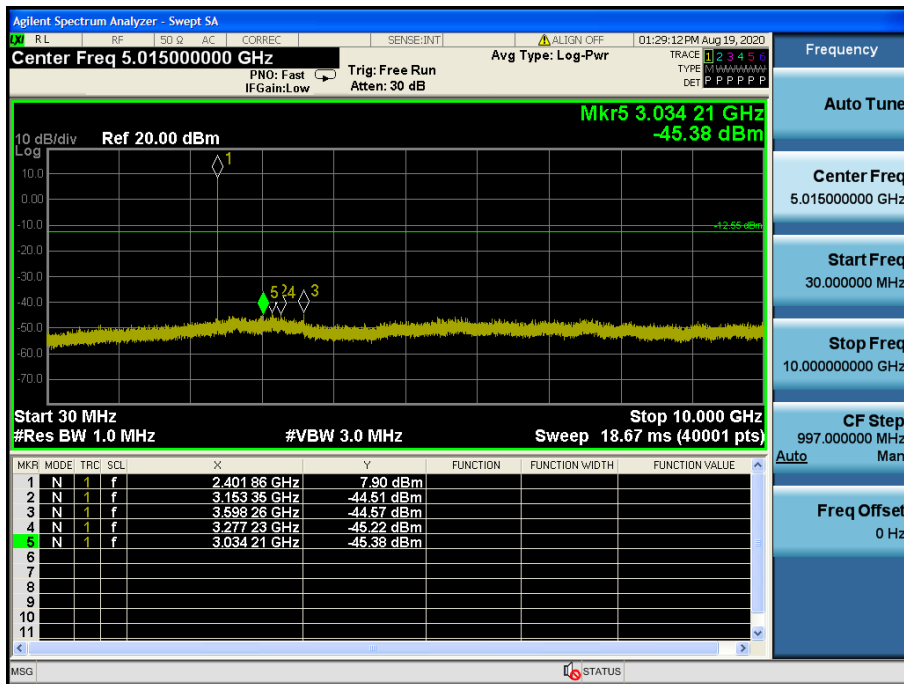 Agilent Spectrum Analyzer - Swept SA
LXI RL RF 50 Ω AC CORREC SENSE:INT ALIGN OFF 01:29:12PM Aug 19, 2020
Center Freq 5.015000000 GHz
PNO: Fast
IFGain:Low
Trig: Free Run
Atten: 30 dB
Avg Type: Log-Pwr
TRACE 1 2 3 4 5 6
TYPE M WWWWW
DET P P P P P P
Mkr5 3.034 21 GHz
-45.38 dBm
10 dB/div Ref 20.00 dBm
Log
10.0
0.00
-10.0
-20.0
-30.0
-40.0
-50.0
-60.0
-70.0
1
-12.55 dBm
5 2 4 3
Start 30 MHz Stop 10.000 GHz
#Res BW 1.0 MHz #VBW 3.0 MHz Sweep 18.67 ms (40001 pts)
MKR MODE TRC SCL X Y FUNCTION FUNCTION WIDTH FUNCTION VALUE
1 N 1 f 2.401 86 GHz 7.90 dBm
2 N 1 f 3.153 35 GHz -44.51 dBm
3 N 1 f 3.598 26 GHz -44.57 dBm
4 N 1 f 3.277 23 GHz -45.22 dBm
5 N 1 f 3.034 21 GHz -45.38 dBm
6
7
8
9
10
11
MSG STATUS
Frequency
Auto Tune
Center Freq
5.015000000 GHz
Start Freq
30.000000 MHz
Stop Freq
10.000000000 GHz
CF Step
997.000000 MHz
Auto Man
Freq Offset
0 Hz